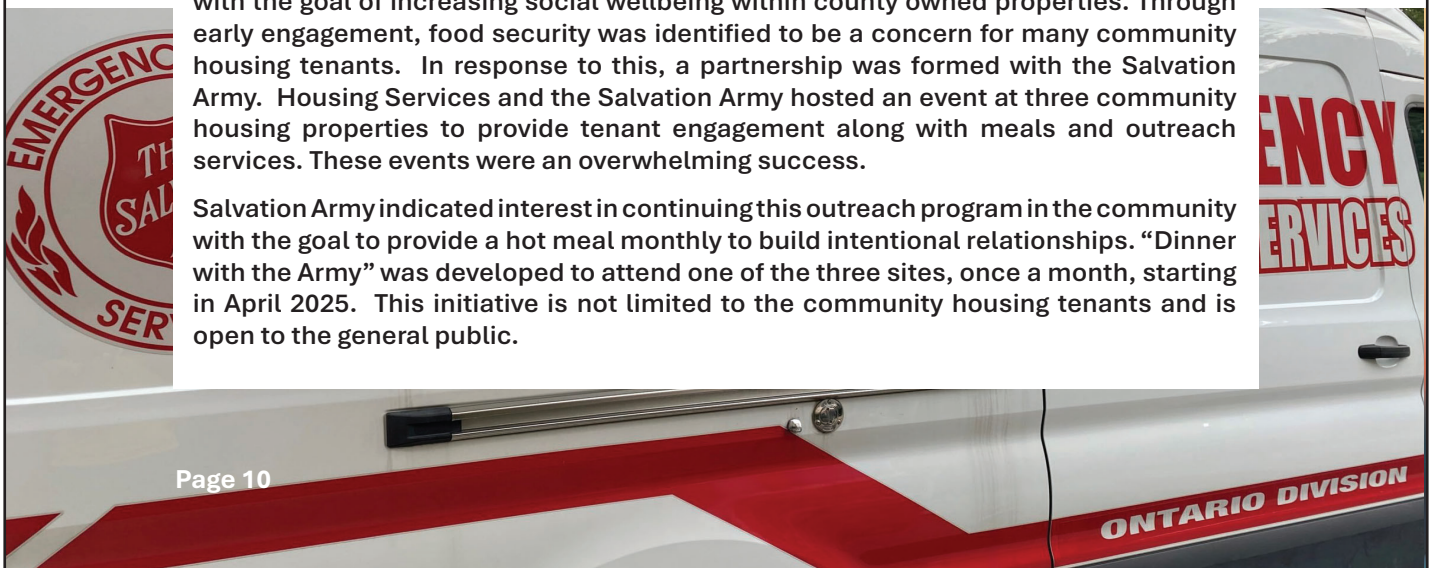 with the goal of increasing social wellbeing within county owned properties. Through
early engagement, food security was identified to be a concern for many community
housing tenants.  In response to this, a partnership was formed with the Salvation
Army.  Housing Services and the Salvation Army hosted an event at three community
housing properties to provide tenant engagement along with meals and outreach
services. These events were an overwhelming success.
Salvation Army indicated interest in continuing this outreach program in the community
with the goal to provide a hot meal monthly to build intentional relationships. “Dinner
with the Army” was developed to attend one of the three sites, once a month, starting
in April 2025.  This initiative is not limited to the community housing tenants and is
open to the general public.
EMERGENC
TH
SAL
SER
ENCY
ERVICES
Page 10
ONTARIO DIVISION